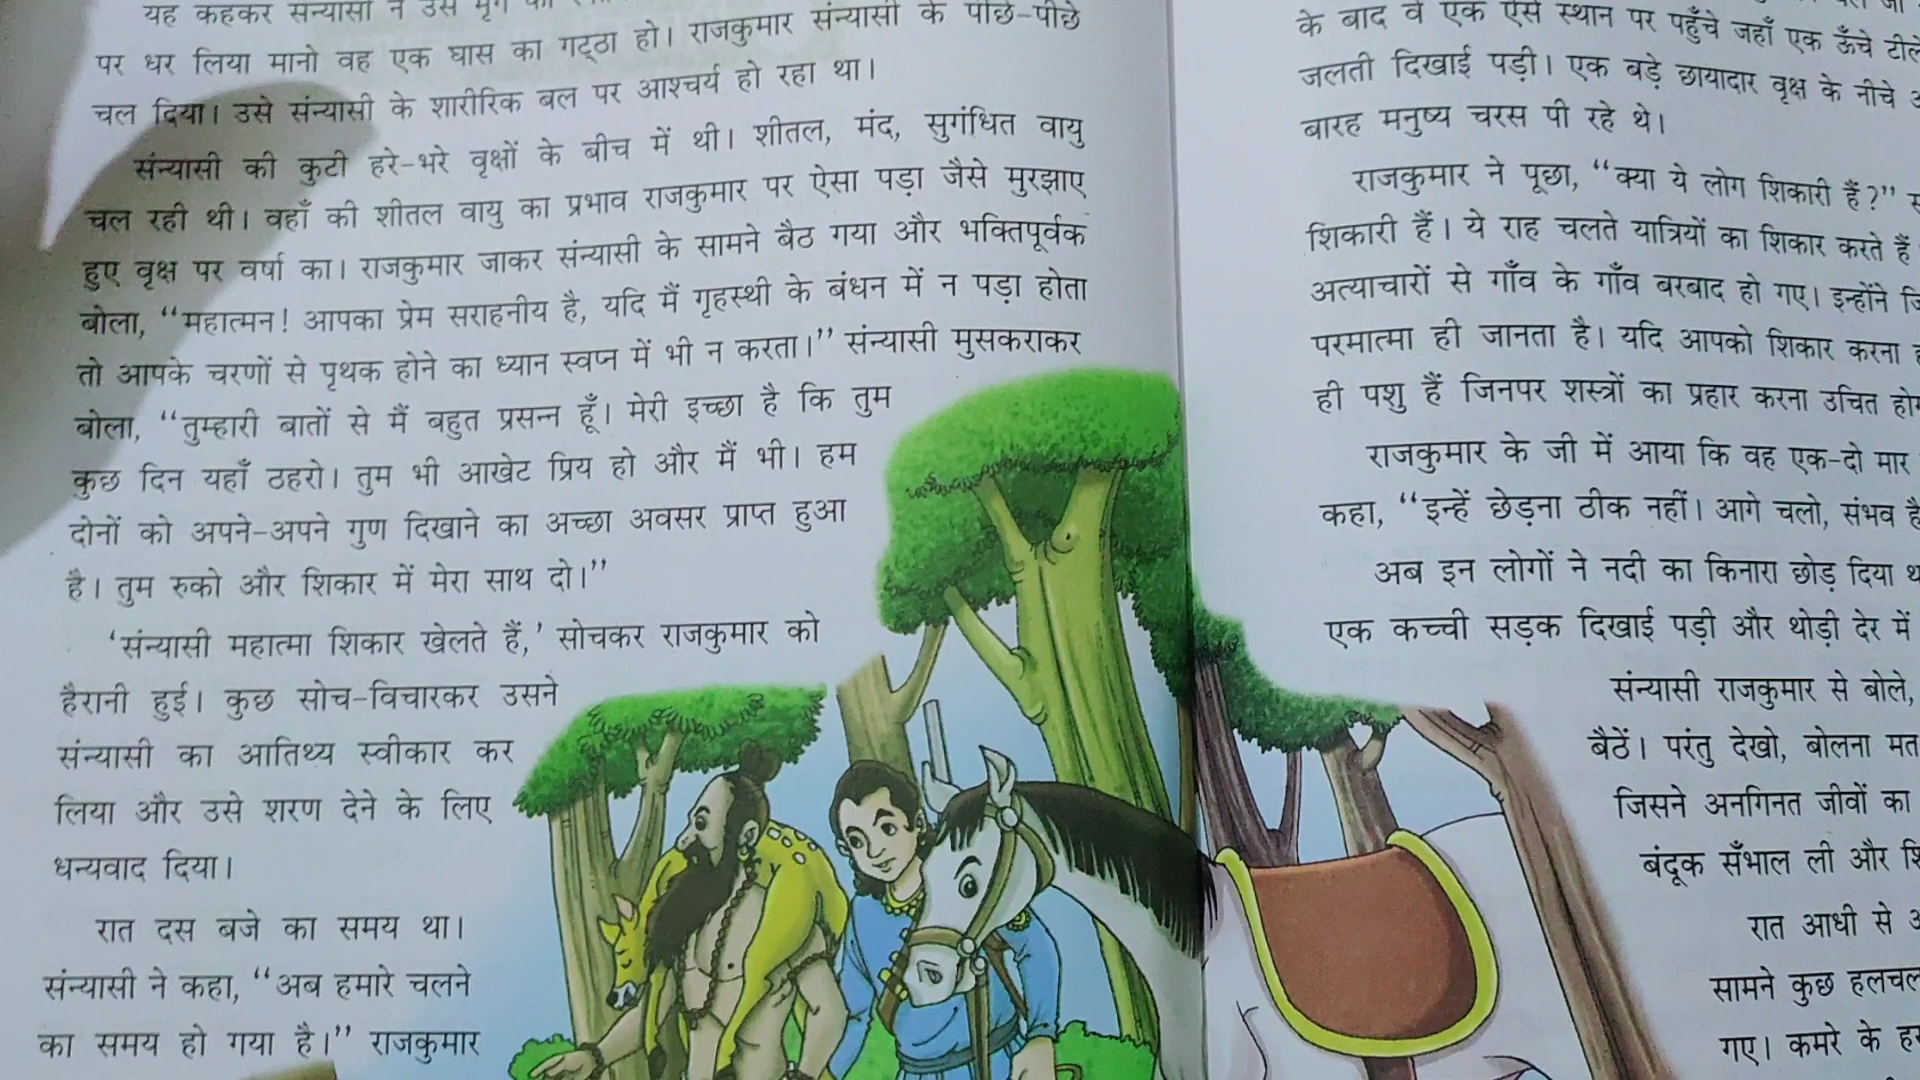 यह कहकर संन्यासी ने उस मृग को
पर धर लिया मानो वह एक घास का गट्ठा हो। राजकुमार संन्यासी के पीछे-पीछे
चल दिया। उसे संन्यासी के शारीरिक बल पर आश्चर्य हो रहा था।
संन्यासी की कुटी हरे-भरे वृक्षों के बीच में थी। शीतल, मंद, सुगंधित वायु
चल रही थी। वहाँ की शीतल वायु का प्रभाव राजकुमार पर ऐसा पड़ा जैसे मुरझाए
हुए वृक्ष पर वर्षा का। राजकुमार जाकर संन्यासी के सामने बैठ गया और भक्तिपूर्वक
बोला, “महात्मन! आपका प्रेम सराहनीय है, यदि मैं गृहस्थी के बंधन में न पड़ा होता
तो आपके चरणों से पृथक होने का ध्यान स्वप्न में भी न करता।” संन्यासी मुसकराकर
बोला, “तुम्हारी बातों से मैं बहुत प्रसन्न हूँ। मेरी इच्छा है कि तुम
कुछ दिन यहाँ ठहरो। तुम भी आखेट प्रिय हो और मैं भी। हम
दोनों को अपने-अपने गुण दिखाने का अच्छा अवसर प्राप्त हुआ
है। तुम रुको और शिकार में मेरा साथ दो।”
‘संन्यासी महात्मा शिकार खेलते हैं,’ सोचकर राजकुमार को
हैरानी हुई। कुछ सोच-विचारकर उसने
संन्यासी का आतिथ्य स्वीकार कर
लिया और उसे शरण देने के लिए
धन्यवाद दिया।
रात दस बजे का समय था।
संन्यासी ने कहा, “अब हमारे चलने
का समय हो गया है।” राजकुमार
के बाद वे एक ऐसे स्थान पर पहुँचे जहाँ एक ऊँचे टीले
जलती दिखाई पड़ी। एक बड़े छायादार वृक्ष के नीचे
बारह मनुष्य चरस पी रहे थे।
राजकुमार ने पूछा, “क्या ये लोग शिकारी हैं?”
शिकारी हैं। ये राह चलते यात्रियों का शिकार करते हैं
अत्याचारों से गाँव के गाँव बरबाद हो गए। इन्होंने
परमात्मा ही जानता है। यदि आपको शिकार करना
ही पशु हैं जिनपर शस्त्रों का प्रहार करना उचित
राजकुमार के जी में आया कि वह एक-दो मार
कहा, “इन्हें छेड़ना ठीक नहीं। आगे चलो, संभव
अब इन लोगों ने नदी का किनारा छोड़ दिया
एक कच्ची सड़क दिखाई पड़ी और थोड़ी देर में
संन्यासी राजकुमार से बोले,
बैठें। परंतु देखो, बोलना मत
जिसने अनगिनत जीवों का
बंदूक सँभाल ली और
रात आधी से
सामने कुछ हलचल
गए। कमरे के